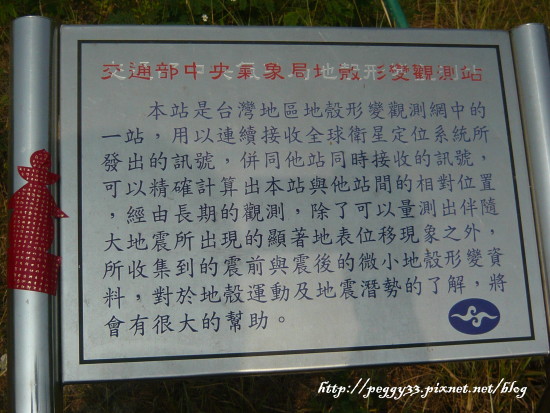 交通部中央氣象局地殼形變觀測站
本站是台灣地區地殼形變觀測網中的
一站，用以連續接收全球衛星定位系統所
發出的訊號，併同他站同時接收的訊號，
可以精確計算出本站與他站間的相對位置
，經由長期的觀測，除了可以量測出伴隨
大地震所出現的顯著地表位移現象之外，
所收集到的震前與震後的微小地殼形變資
料，對於地殼運動及地震潛勢的了解，將
會有很大的幫助。
http://peggy33.pixnet.net/blog